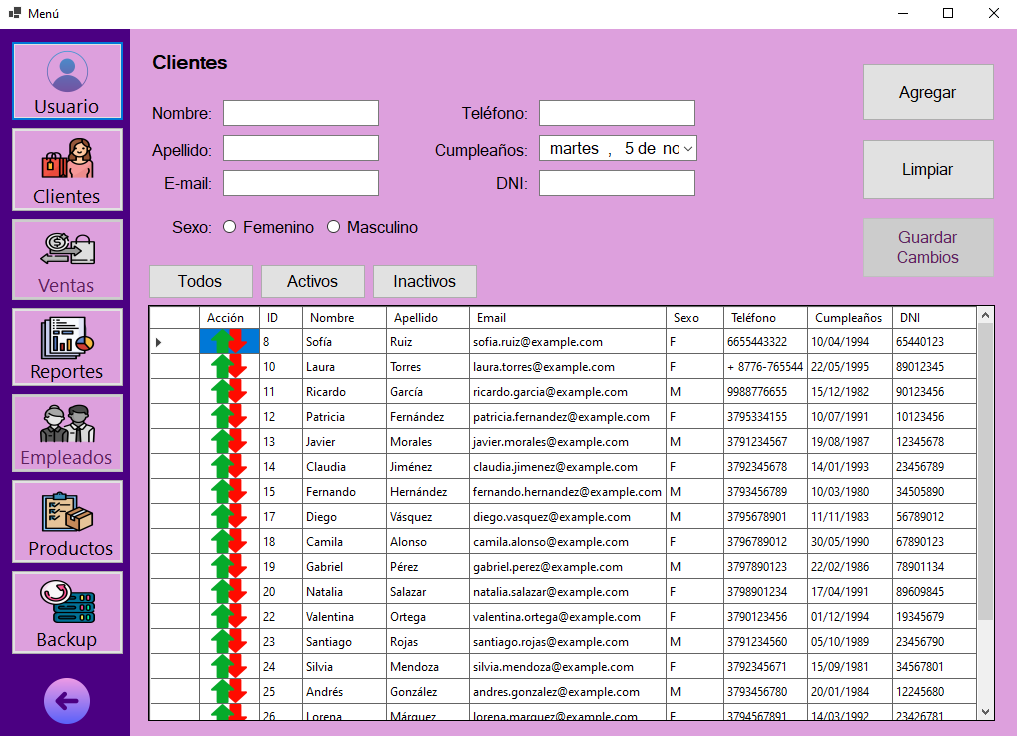 Menú
Usuario
Clientes
Ventas
Reportes
Empleados
Productos
Backup
Clientes
Nombre:
Teléfono:
Apellido:
Cumpleaños: martes , 5 de no
E-mail:
DNI:
Sexo: Femenino Masculino
Agregar
Limpiar
Guardar
Cambios
Todos Activos Inactivos
Acción ID Nombre Apellido Email Sexo Teléfono Cumpleaños DNI
8 Sofía Ruiz sofia.ruiz@example.com F 6655443322 10/04/1994 65440123
10 Laura Torres laura.torres@example.com F + 8776-765544 22/05/1995 89012345
11 Ricardo García ricardo.garcia@example.com M 9988776655 15/12/1982 90123456
12 Patricia Fernández patricia.fernandez@example.com F 3795334155 10/07/1991 10123456
13 Javier Morales javier.morales@example.com M 3791234567 19/08/1987 12345678
14 Claudia Jiménez claudia.jimenez@example.com F 3792345678 14/01/1993 23456789
15 Fernando Hernández fernando.hernandez@example.com M 3793456789 10/03/1980 34505890
17 Diego Vásquez diego.vasquez@example.com M 3795678901 11/11/1983 56789012
18 Camila Alonso camila.alonso@example.com F 3796789012 30/05/1990 67890123
19 Gabriel Pérez gabriel.perez@example.com M 3797890123 22/02/1986 78901134
20 Natalia Salazar natalia.salazar@example.com F 3798901234 17/04/1991 89609845
22 Valentina Ortega valentina.ortega@example.com F 3790123456 01/12/1994 19345679
23 Santiago Rojas santiago.rojas@example.com M 3791234560 05/10/1989 23456790
24 Silvia Mendoza silvia.mendoza@example.com F 3792345671 15/09/1981 34567801
25 Andrés González andres.gonzalez@example.com M 3793456780 20/01/1984 12245680
26 Lorena Márquez lorena.marquez@example.com F 3794567891 14/03/1992 23426781